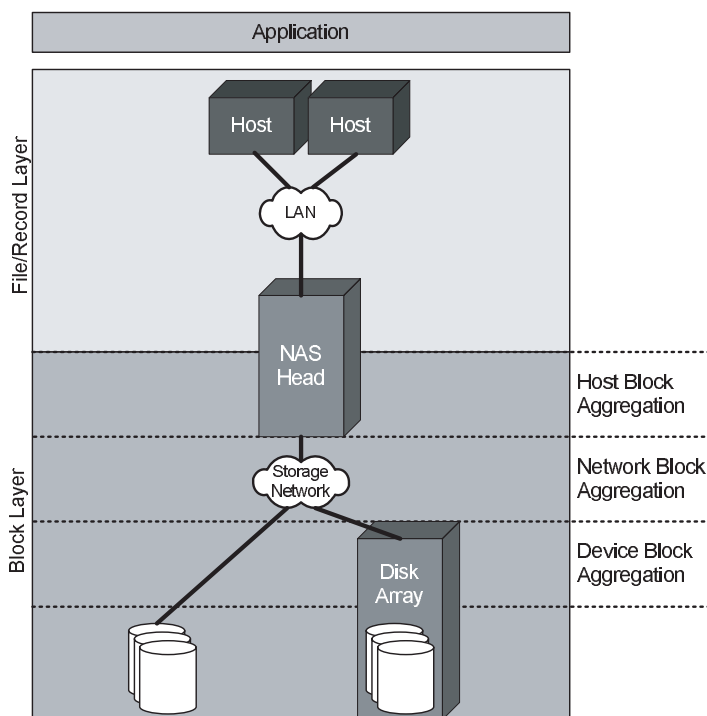 Application
Host
Host
File/Record Layer
LAN
NAS
Head
Host Block
Aggregation
Storage
Network
Network Block
Aggregation
Block Layer
Disk
Array
Device Block
Aggregation